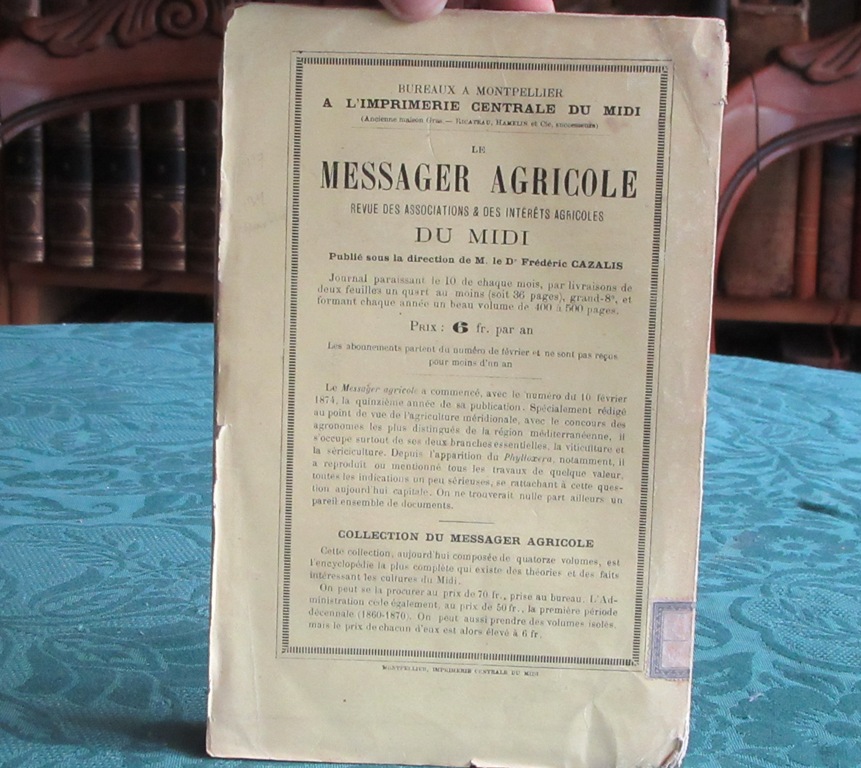 BUREAUX A MONTPELLIER
A L'IMPRIMERIE CENTRALE DU MIDI
(Ancienne maison Gras — RICATEAU, HAMELIN et Cie, successeurs)
LE
MESSAGER AGRICOLE
REVUE DES ASSOCIATIONS & DES INTÉRÊTS AGRICOLES
DU MIDI
Publié sous la direction de M. le Dr Frédéric CAZALIS
Journal paraissant le 10 de chaque mois, par livraisons de
deux feuilles un quart au moins (soit 36 pages), grand-8°, et
formant chaque année un beau volume de 400 à 500 pages.
PRIX : 6 fr. par an
Les abonnements partent du numéro de février et ne sont pas reçus
pour moins d'un an
Le Messager agricole a commencé, avec le numéro du 10 février
1874, la quinzième année de sa publication. Spécialement rédigé
au point de vue de l'agriculture méridionale, avec le concours des
agronomes les plus distingués de la région méditerranéenne, il
s'occupe surtout de ses deux branches essentielles, la viticulture et
la sériciculture. Depuis l'apparition du Phylloxera, notamment, il
a reproduit ou mentionné tous les travaux de quelque valeur,
toutes les indications un peu sérieuses, se rattachant à cette ques-
tion aujourd'hui capitale. On ne trouverait nulle part ailleurs un
pareil ensemble de documents.
COLLECTION DU MESSAGER AGRICOLE
Cette collection, aujourd'hui composée de quatorze volumes, est
l'encyclopédie la plus complète qui existe des théories et des faits
intéressant les cultures du Midi.
On peut se la procurer au prix de 70 fr., prise au bureau. L'Ad-
ministration cède également, au prix de 50 fr., la première période
décennale (1860-1870). On peut aussi prendre des volumes isolés,
mais le prix de chacun d'eux est alors élevé à 6 fr.
MONTPELLIER, IMPRIMERIE CENTRALE DU MIDI